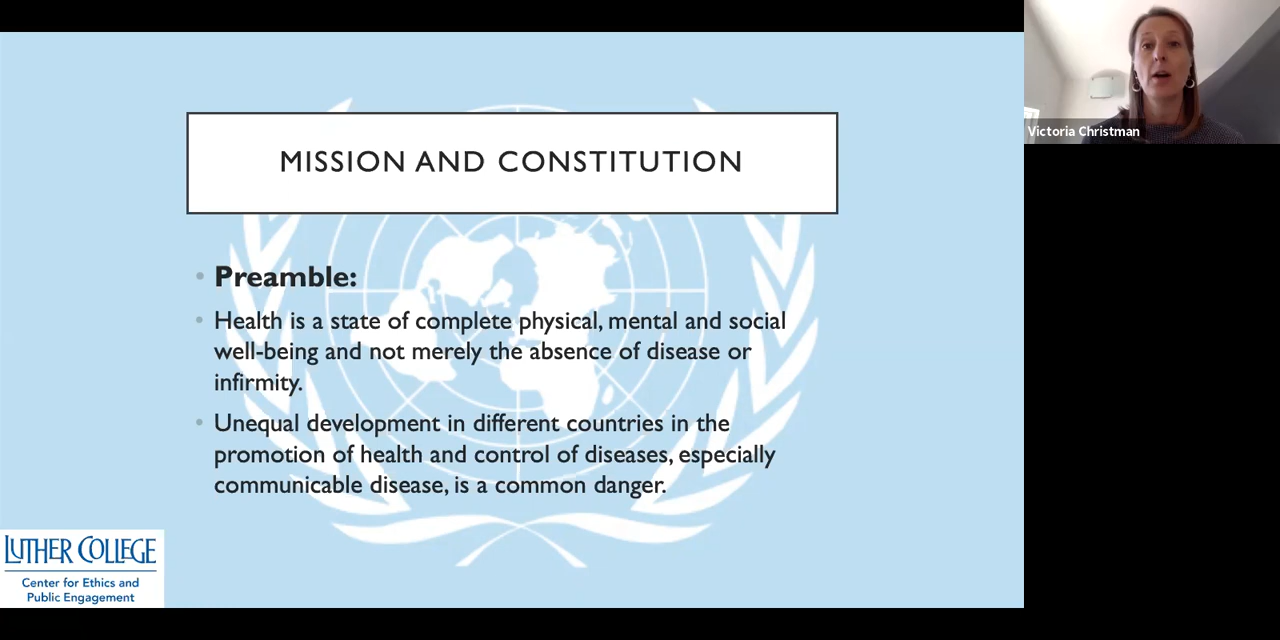 MISSION AND CONSTITUTION
Preamble:
Health is a state of complete physical, mental and social
well-being and not merely the absence of disease or
infirmity.
Unequal development in different countries in the
promotion of health and control of diseases, especially
communicable disease, is a common danger.
LUTHER COLLEGE
Center for Ethics and
Public Engagement
Victoria Christman